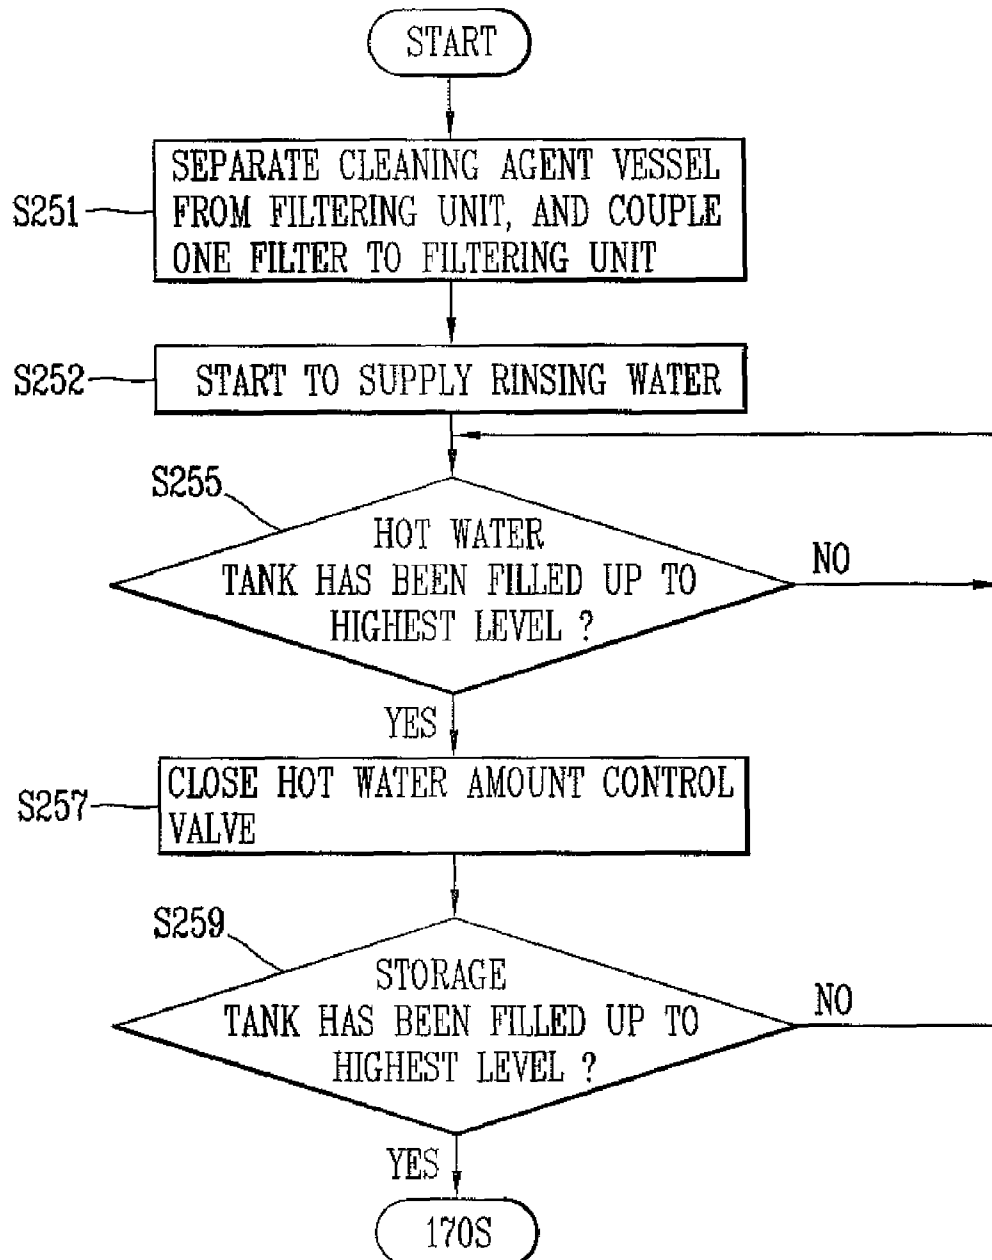 START
S251
SEPARATE CLEANING AGENT VESSEL
FROM FILTERING UNIT, AND COUPLE
ONE FILTER TO FILTERING UNIT
S252
START TO SUPPLY RINSING WATER
S255
HOT WATER
TANK HAS BEEN FILLED UP TO
HIGHEST LEVEL ?
NO
YES
S257
CLOSE HOT WATER AMOUNT CONTROL
VALVE
S259
STORAGE
TANK HAS BEEN FILLED UP TO
HIGHEST LEVEL ?
NO
YES
170S